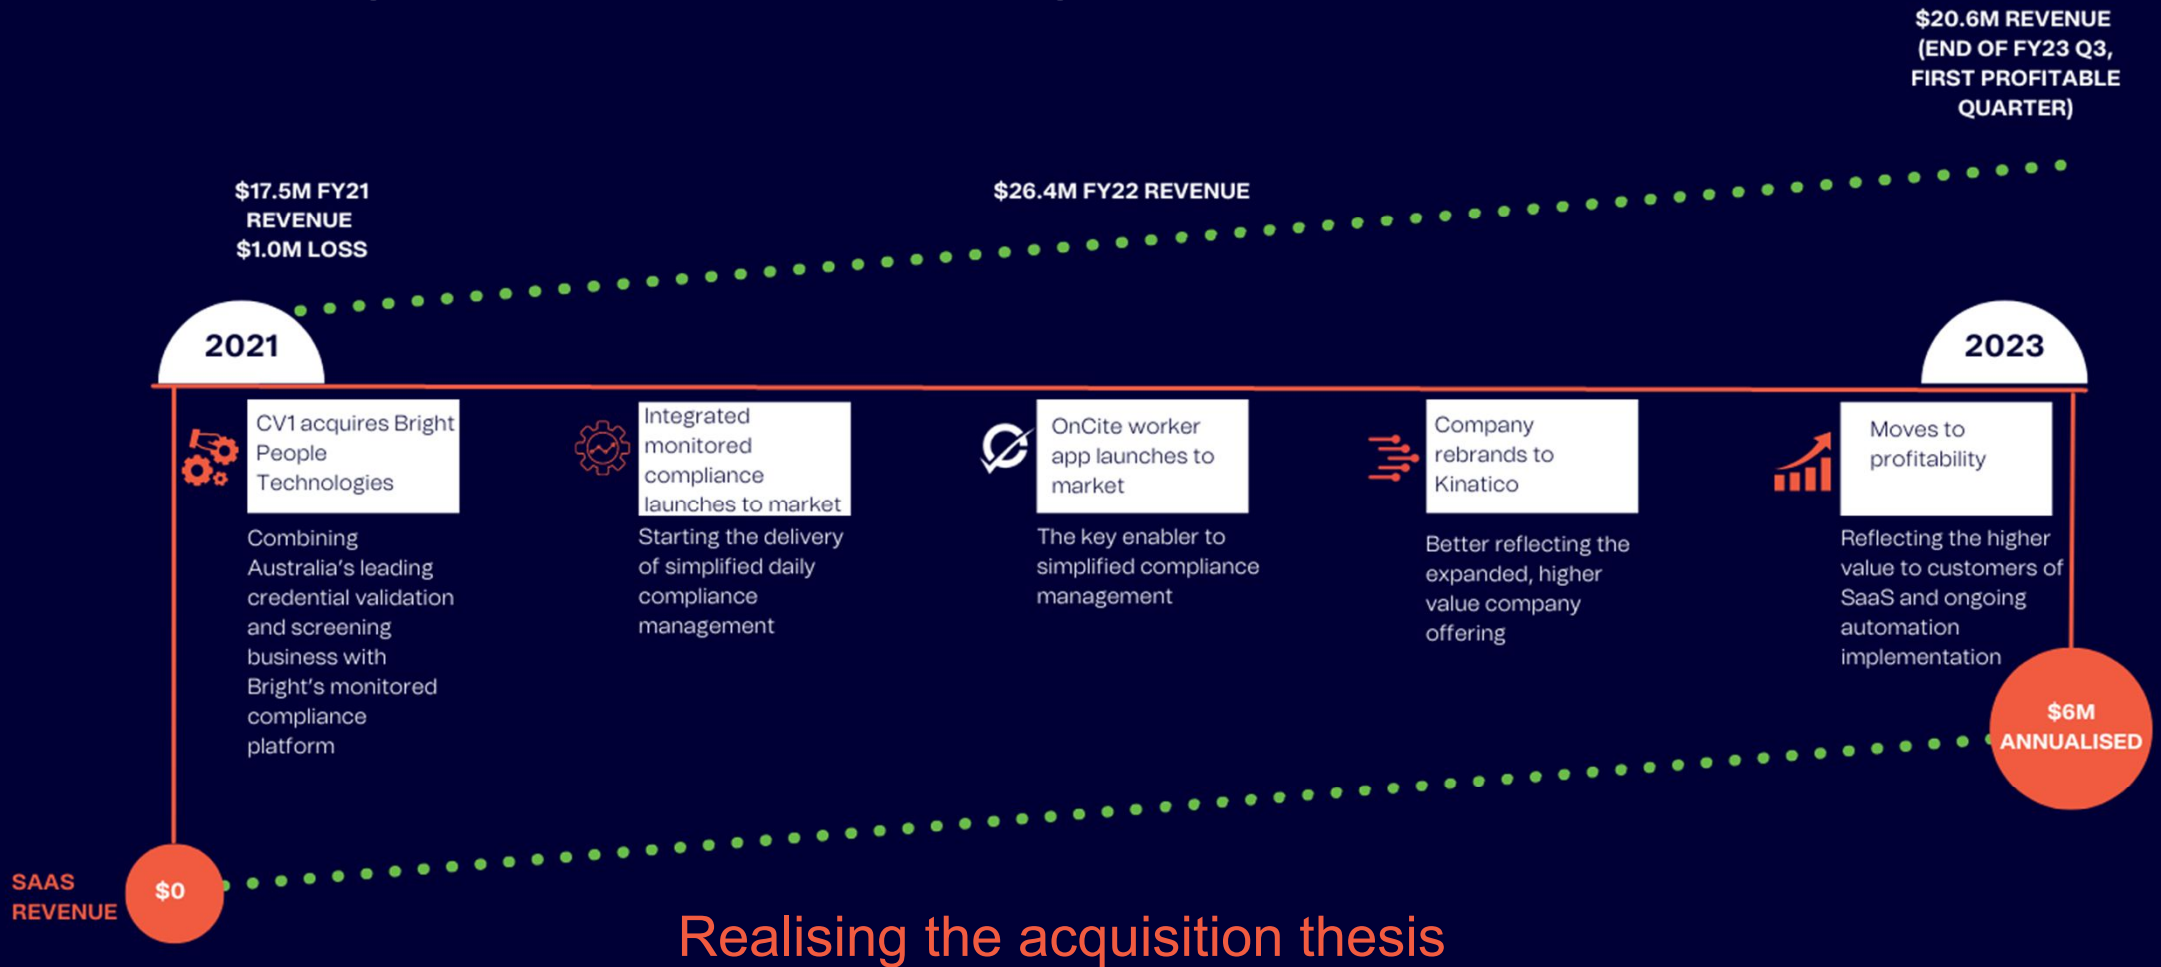 $20.6M REVENUE
(END OF FY23 Q3,
FIRST PROFITABLE
QUARTER)
$17.5M FY21
REVENUE
$1.0M LOSS
$26.4M FY22 REVENUE
2021
2023
CV1 acquires Bright
People
Technologies
Combining
Australia's leading
credential validation
and screening
business with
Bright's monitored
compliance
platform
Integrated
monitored
compliance
launches to market
Starting the delivery
of simplified daily
compliance
management
OnCite worker
app launches to
market
The key enabler to
simplified compliance
management
Company
rebrands to
Kinatico
Better reflecting the
expanded, higher
value company
offering
Moves to
profitability
Reflecting the higher
value to customers of
SaaS and ongoing
automation
implementation
$6M
ANNUALISED
SAAS
REVENUE
$0
Realising the acquisition thesis